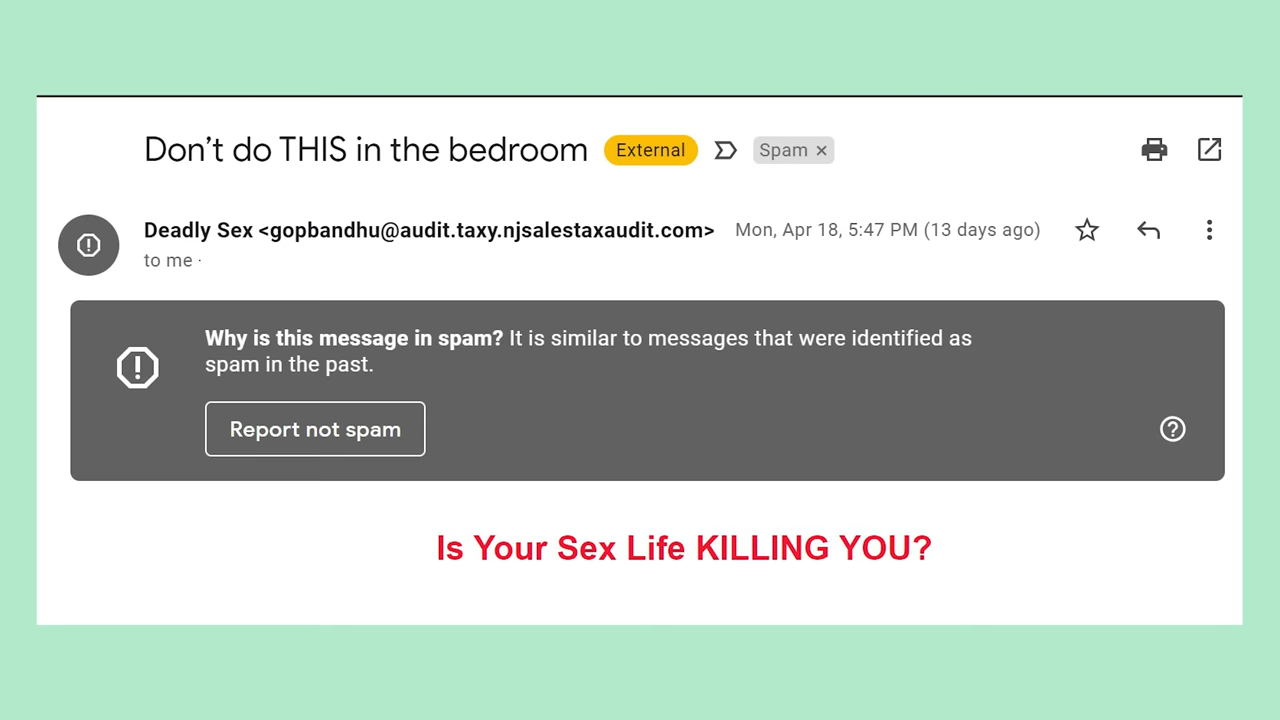 Don't do THIS in the bedroom External Spam ×
Deadly Sex <gopbandhu@audit.taxy.njsalestaxaudit.com> Mon, Apr 18, 5:47 PM (13 days ago)
to me ·
Why is this message in spam? It is similar to messages that were identified as
spam in the past.
Report not spam
Is Your Sex Life KILLING YOU?